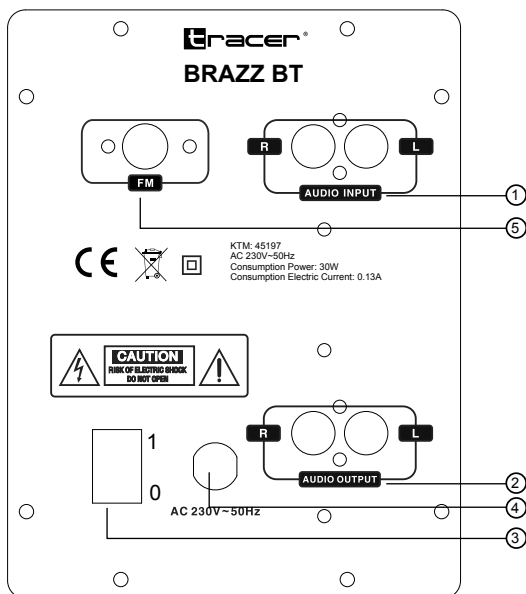 tracer®
BRAZZ BT
R L
FM
AUDIO INPUT
1
5
CE
KTM: 45197
AC 230V~50Hz
Consumption Power: 30W
Consumption Electric Current: 0.13A
CAUTION
RISK OF ELECTRIC SHOCK
DO NOT OPEN
R L
1
0
AUDIO OUTPUT
2
AC 230V~50Hz
4
3